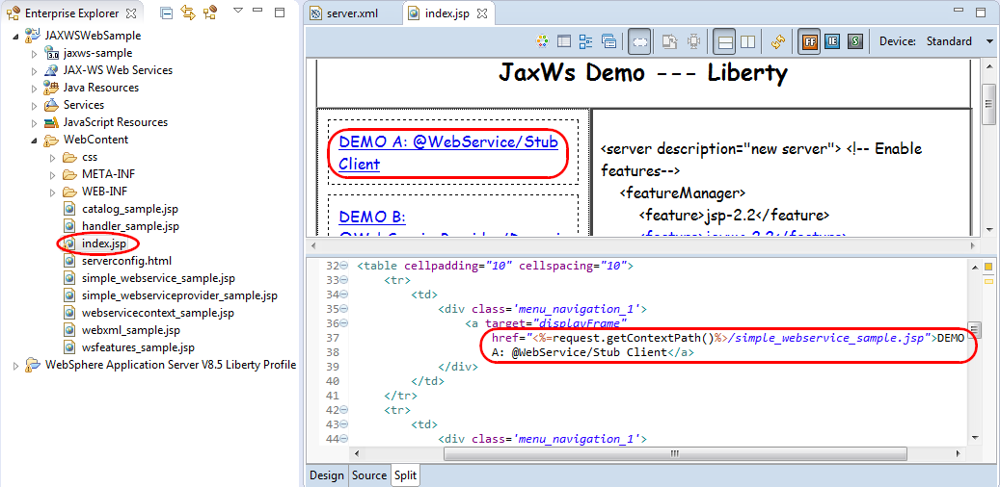 Enterprise Explorer
JAXWSWebSample
jaxws-sample
JAX-WS Web Services
Java Resources
Services
JavaScript Resources
WebContent
css
META-INF
WEB-INF
catalog_sample.jsp
handler_sample.jsp
index.jsp
serverconfig.html
simple_webservice_sample.jsp
simple_webserviceprovider_sample.jsp
webservicecontext_sample.jsp
webxml_sample.jsp
wsfeatures_sample.jsp
WebSphere Application Server V8.5 Liberty Profile
server.xml
index.jsp
Device: Standard
JaxWs Demo --- Liberty
DEMO A: @WebService/Stub
Client
DEMO B:
<server description="new server"> <!-- Enable
features-->
<featureManager>
<feature>jsp-2.2</feature>
32 <table cellpadding="10" cellspacing="10">
33 <tr>
34 <td>
35 <div class='menu_navigation_1'>
36 <a target="displayFrame"
37 href="<%=request.getContextPath()%>/simple_webservice_sample.jsp">DEMO
38 A: @WebService/Stub Client</a>
39 </div>
40 </td>
41 </tr>
42 <tr>
43 <td>
44 <div class='menu_navigation_1'>
Design Source Split